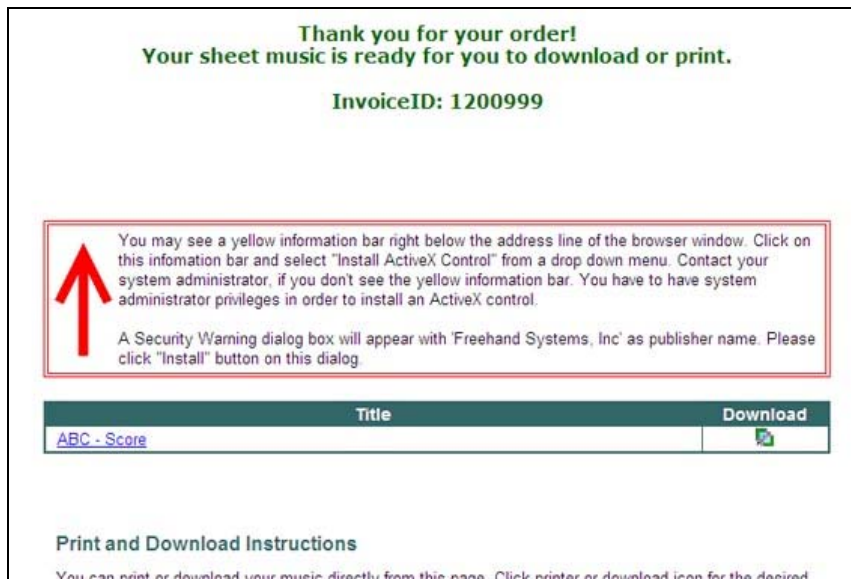 Thank you for your order!
Your sheet music is ready for you to download or print.
InvoiceID: 1200999
You may see a yellow information bar right below the address line of the browser window. Click on
this infomation bar and select "Install ActiveX Control" from a drop down menu. Contact your
system administrator, if you don't see the yellow information bar. You have to have system
administrator privileges in order to install an ActiveX control.
A Security Warning dialog box will appear with 'Freehand Systems, Inc' as publisher name. Please
click "Install" button on this dialog.
Title Download
ABC - Score
Print and Download Instructions
You can print or download your music directly from this page. Click printer or download icon for the desired